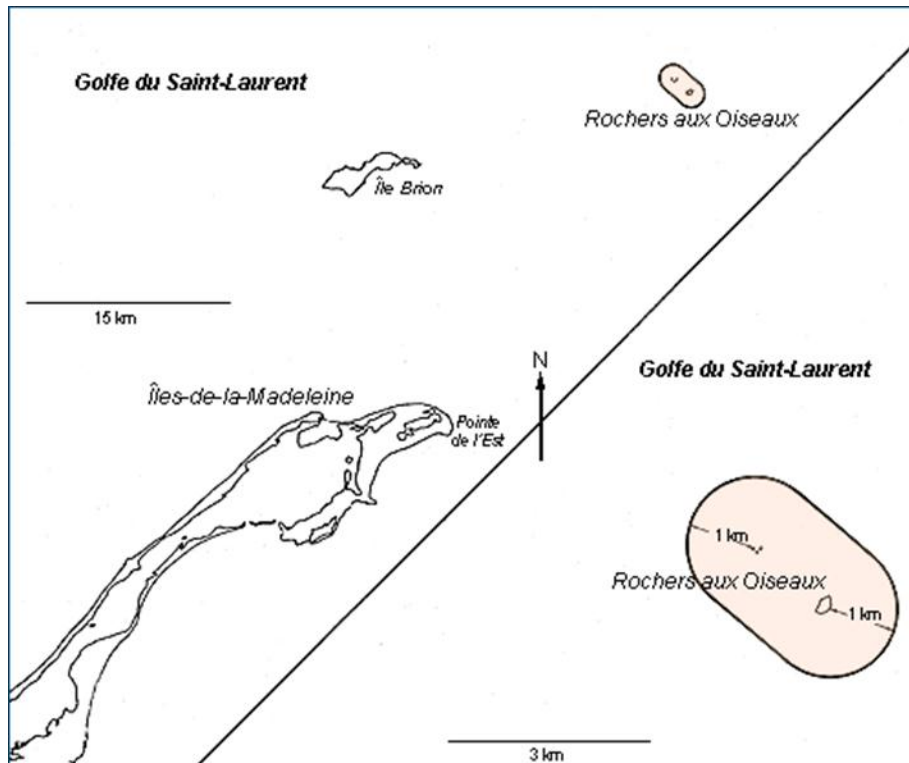 Golfe du Saint-Laurent
Rochers aux Oiseaux
Île Brion
15 km
Îles-de-la-Madeleine
Pointe
de l'Est
N
Golfe du Saint-Laurent
1 km
Rochers aux Oiseaux
1 km
3 km